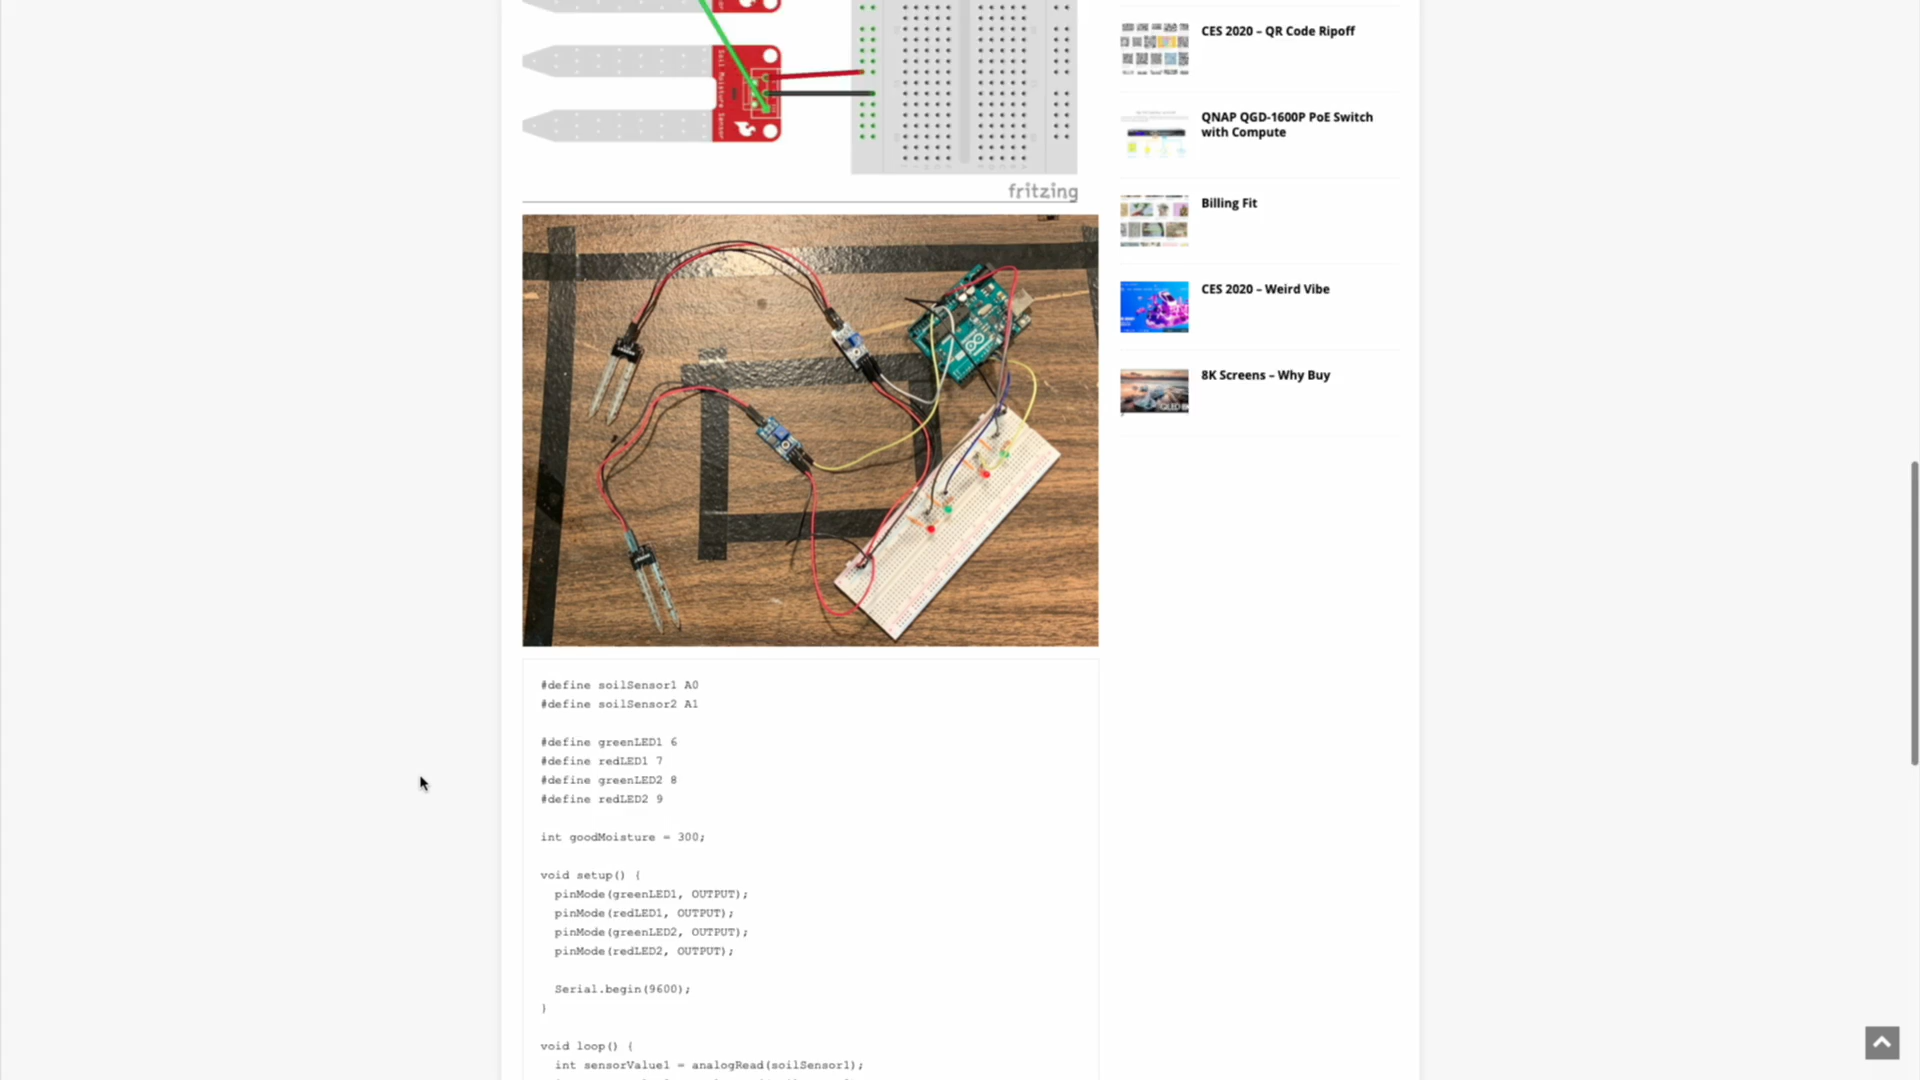 Soil Moisture Sensor
fritzing
#define soilSensor1 A0
#define soilSensor2 A1
#define greenLED1 6
#define redLED1 7
#define greenLED2 8
#define redLED2 9
int goodMoisture = 300;
void setup() {
pinMode(greenLED1, OUTPUT);
pinMode(redLED1, OUTPUT);
pinMode(greenLED2, OUTPUT);
pinMode(redLED2, OUTPUT);
Serial.begin(9600);
}
void loop() {
int sensorValue1 = analogRead(soilSensor1);
CES 2020 – QR Code Ripoff
QNAP QGD-1600P PoE Switch
with Compute
Billing Fit
CES 2020 – Weird Vibe
8K Screens – Why Buy